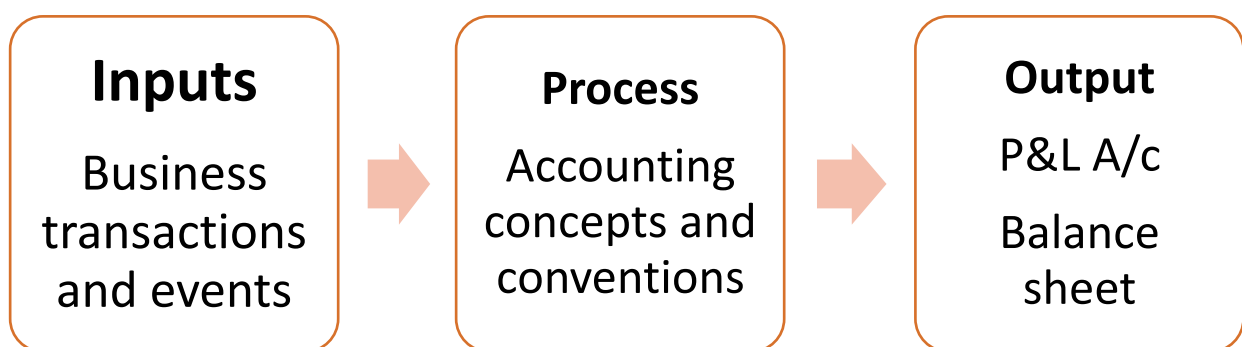 Inputs
Business
transactions
and events
Process
Accounting
concepts and
conventions
Output
P&L A/c
Balance
sheet